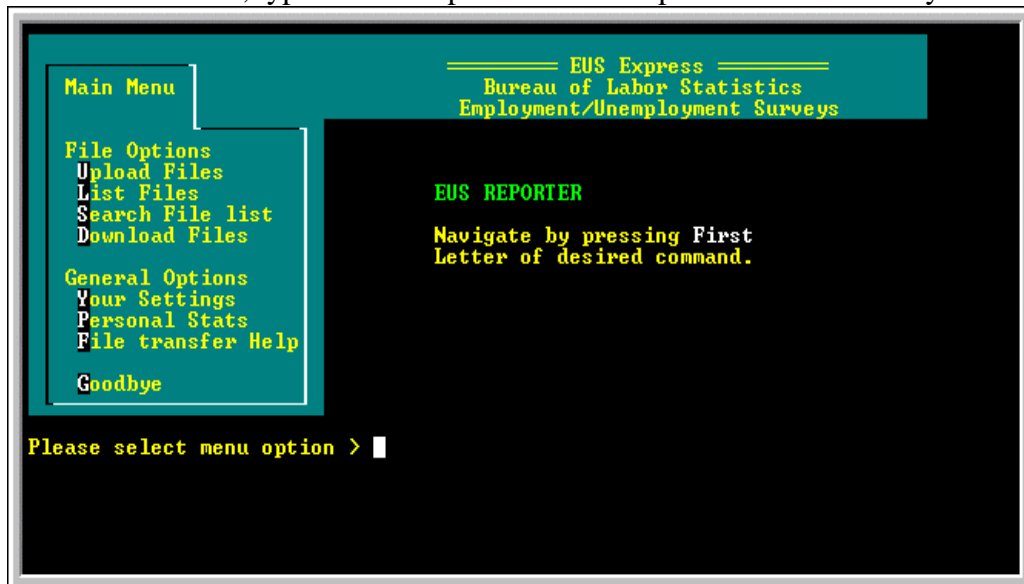 ═════════ EUS Express ═════════
Bureau of Labor Statistics
Employment/Unemployment Surveys
Main Menu
File Options
Upload Files
List Files
Search File list
Download Files
General Options
Your Settings
Personal Stats
File transfer Help
Goodbye
EUS REPORTER
Navigate by pressing First
Letter of desired command.
Please select menu option >